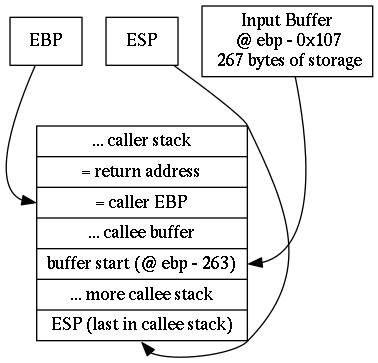 EBP
ESP
Input Buffer
@ ebp - 0x107
267 bytes of storage
... caller stack
= return address
= caller EBP
... callee buffer
buffer start (@ ebp - 263)
... more callee stack
ESP (last in callee stack)